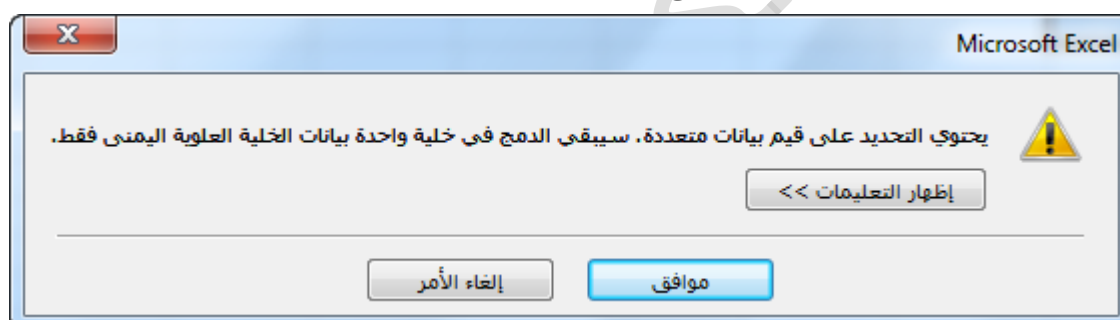 Microsoft Excel
يحتوي التحديد على قيم بيانات متعددة. سيبقي الدمج في خلية واحدة بيانات الخلية العلوية اليمنى فقط.
إظهار التعليمات >>
موافق
إلغاء الأمر